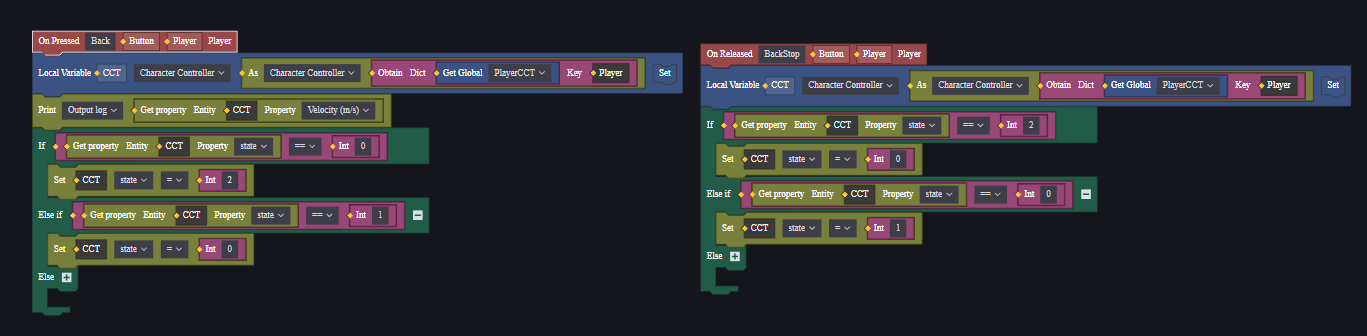 On Pressed Back Button Player Player
Local Variable CCT Character Controller As Character Controller Obtain Dict Get Global PlayerCCT Key Player Set
Print Output log Get property Entity CCT Property Velocity (m/s)
If Get property Entity CCT Property state == Int 0
Set CCT state = Int 2
Else if Get property Entity CCT Property state == Int 1
Set CCT state = Int 0
Else
On Released BackStop Button Player Player
Local Variable CCT Character Controller As Character Controller Obtain Dict Get Global PlayerCCT Key Player Set
If Get property Entity CCT Property state == Int 2
Set CCT state = Int 0
Else if Get property Entity CCT Property state == Int 0
Set CCT state = Int 1
Else